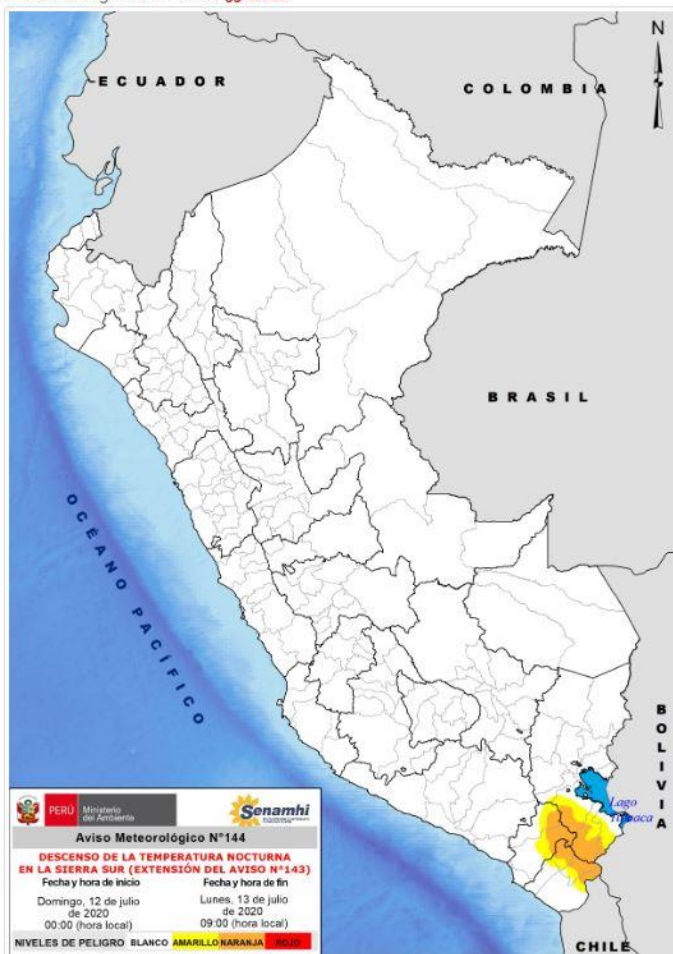 N
ECUADOR
COLOMBIA
BRASIL
OCÉANO PACÍFICO
BOLIVIA
Lago
CHILE
PERÚ Ministerio
del Ambiente
Senamhi
Aviso Meteorológico N°144
DESCENSO DE LA TEMPERATURA NOCTURNA
EN LA SIERRA SUR (EXTENSIÓN DEL AVISO N°143)
Fecha y hora de inicio Fecha y hora de fin
Domingo, 12 de julio Lunes, 13 de julio
de 2020 de 2020
00:00 (hora local) 09:00 (hora local)
NIVELES DE PELIGRO BLANCO AMARILLO NARANJA ROJO